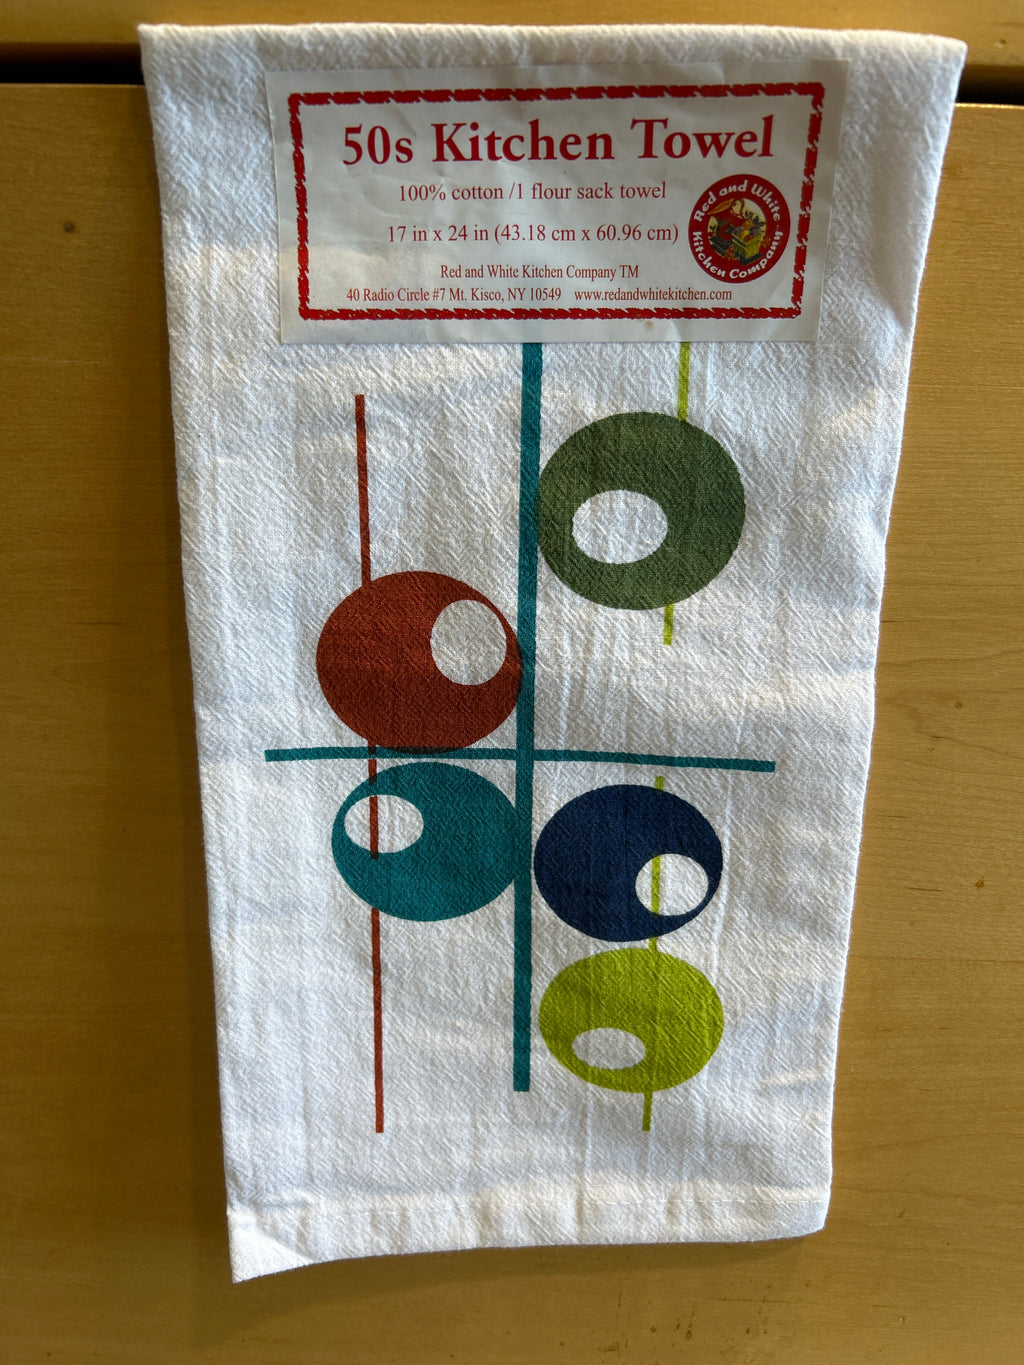 50s Kitchen Towel
100% cotton /1 flour sack towel
17 in x 24 in (43.18 cm x 60.96 cm)
Red and White Kitchen Company TM
40 Radio Circle #7 Mt. Kisco, NY 10549 www.redandwhitekitchen.com
Red and White
Kitchen Company